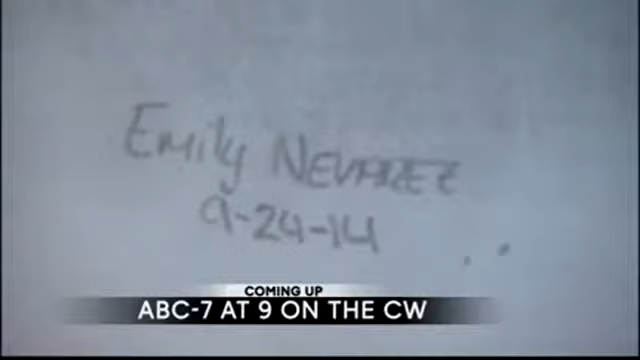 Emily NEVAREZ
9-24-14
COMING UP
ABC-7 AT 9 ON THE CW